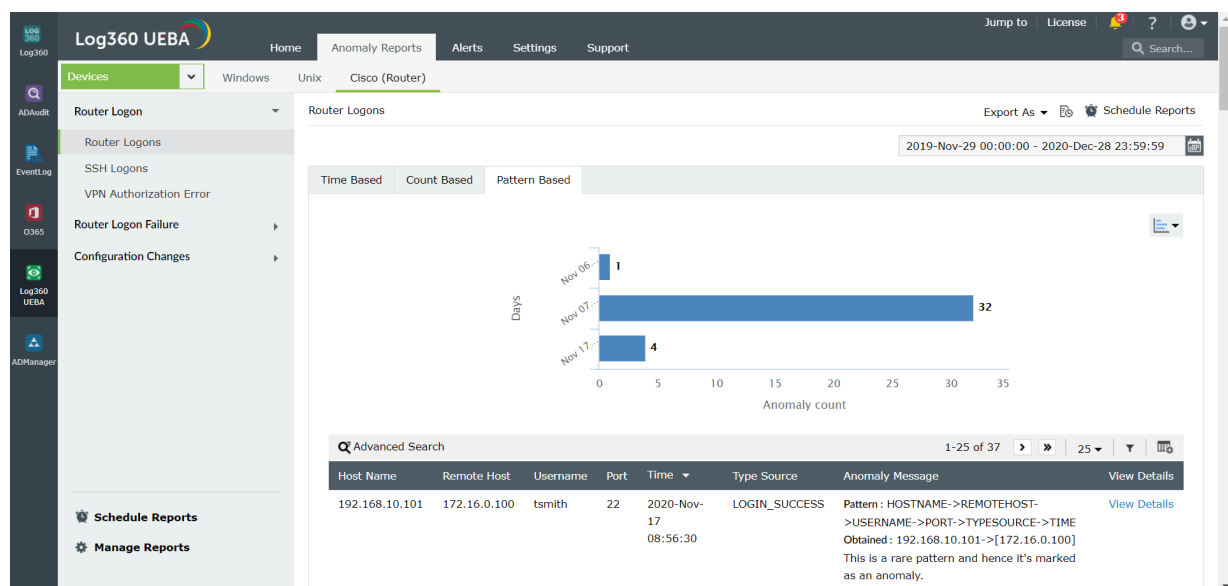 LOG 360
Log360
Log360 UEBA
Jump to License 3 ?
Home Anomaly Reports Alerts Settings Support
Search...
Devices
Windows Unix Cisco (Router)
ADAudit
EventLog
O365
Log360 UEBA
ADManager
Router Logon
Router Logons
SSH Logons
VPN Authorization Error
Router Logon Failure
Configuration Changes
Schedule Reports
Manage Reports
Router Logons
Export As Schedule Reports
2019-Nov-29 00:00:00 - 2020-Dec-28 23:59:59
Time Based Count Based Pattern Based
Days
Nov 06... 1
Nov 07... 32
Nov 17... 4
0 5 10 15 20 25 30 35
Anomaly count
Advanced Search
1-25 of 37 > » 25
Host Name Remote Host Username Port Time Type Source Anomaly Message View Details
192.168.10.101 172.16.0.100 tsmith 22 2020-Nov-17 08:56:30 LOGIN_SUCCESS Pattern : HOSTNAME->REMOTEHOST-
>USERNAME->PORT->TYPESOURCE->TIME
Obtained : 192.168.10.101->[172.16.0.100]
This is a rare pattern and hence it's marked
as an anomaly.
View Details